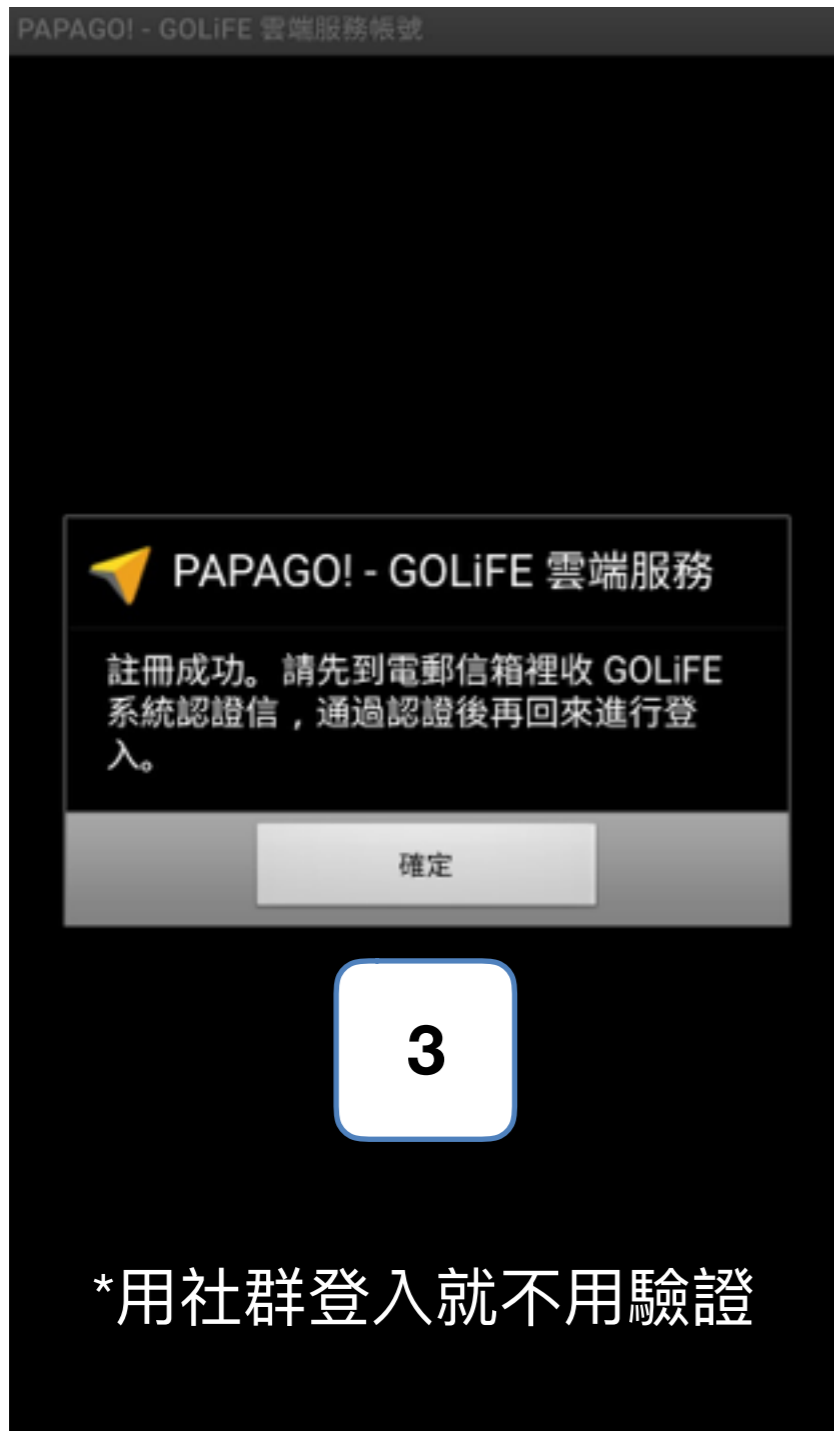 PAPAGO! - GOLiFE 雲端服務帳號
PAPAGO! - GOLiFE 雲端服務
註冊成功。請先到電郵信箱裡收 GOLiFE
系統認證信，通過認證後再回來進行登
入。
確定
3
*用社群登入就不用驗證